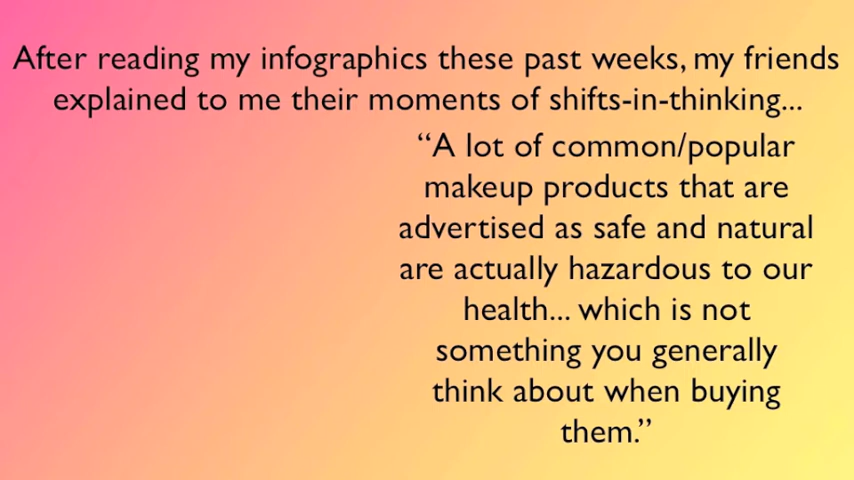 After reading my infographics these past weeks, my friends
explained to me their moments of shifts-in-thinking...
“A lot of common/popular
makeup products that are
advertised as safe and natural
are actually hazardous to our
health... which is not
something you generally
think about when buying
them.”